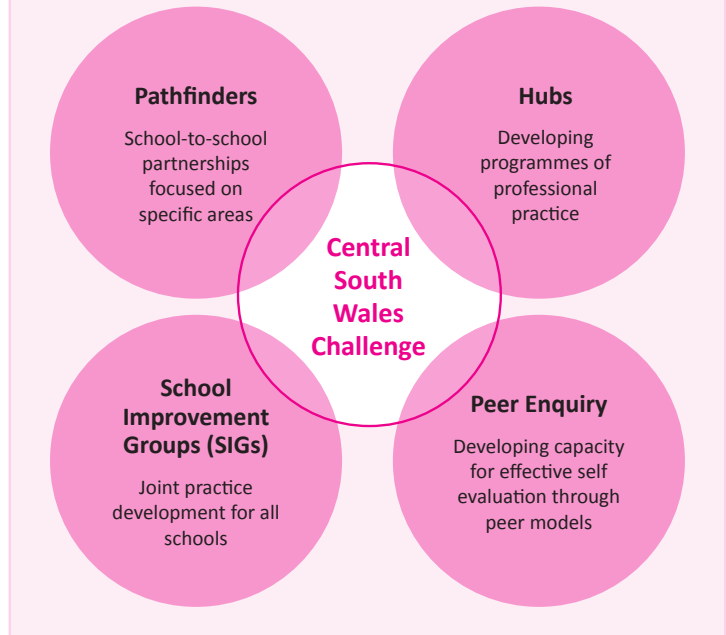 Pathfinders
School-to-school
partnerships
focused on
specific areas
Hubs
Developing
programmes of
professional
practice
Central
South
Wales
Challenge
School
Improvement
Groups (SIGs)
Joint practice
development for all
schools
Peer Enquiry
Developing capacity
for effective self
evaluation through
peer models